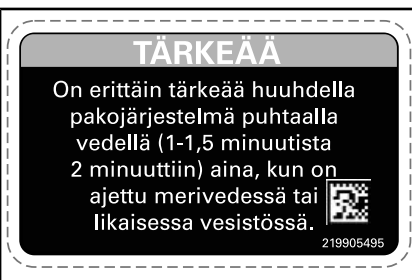 TÄRKEÄÄ
On erittäin tärkeää huuhdella
pakojärjestelmä puhtaalla
vedellä (1-1,5 minuutista
2 minuuttiin) aina, kun on
ajettu merivedessä tai
likaisessa vesistössä.
219905495